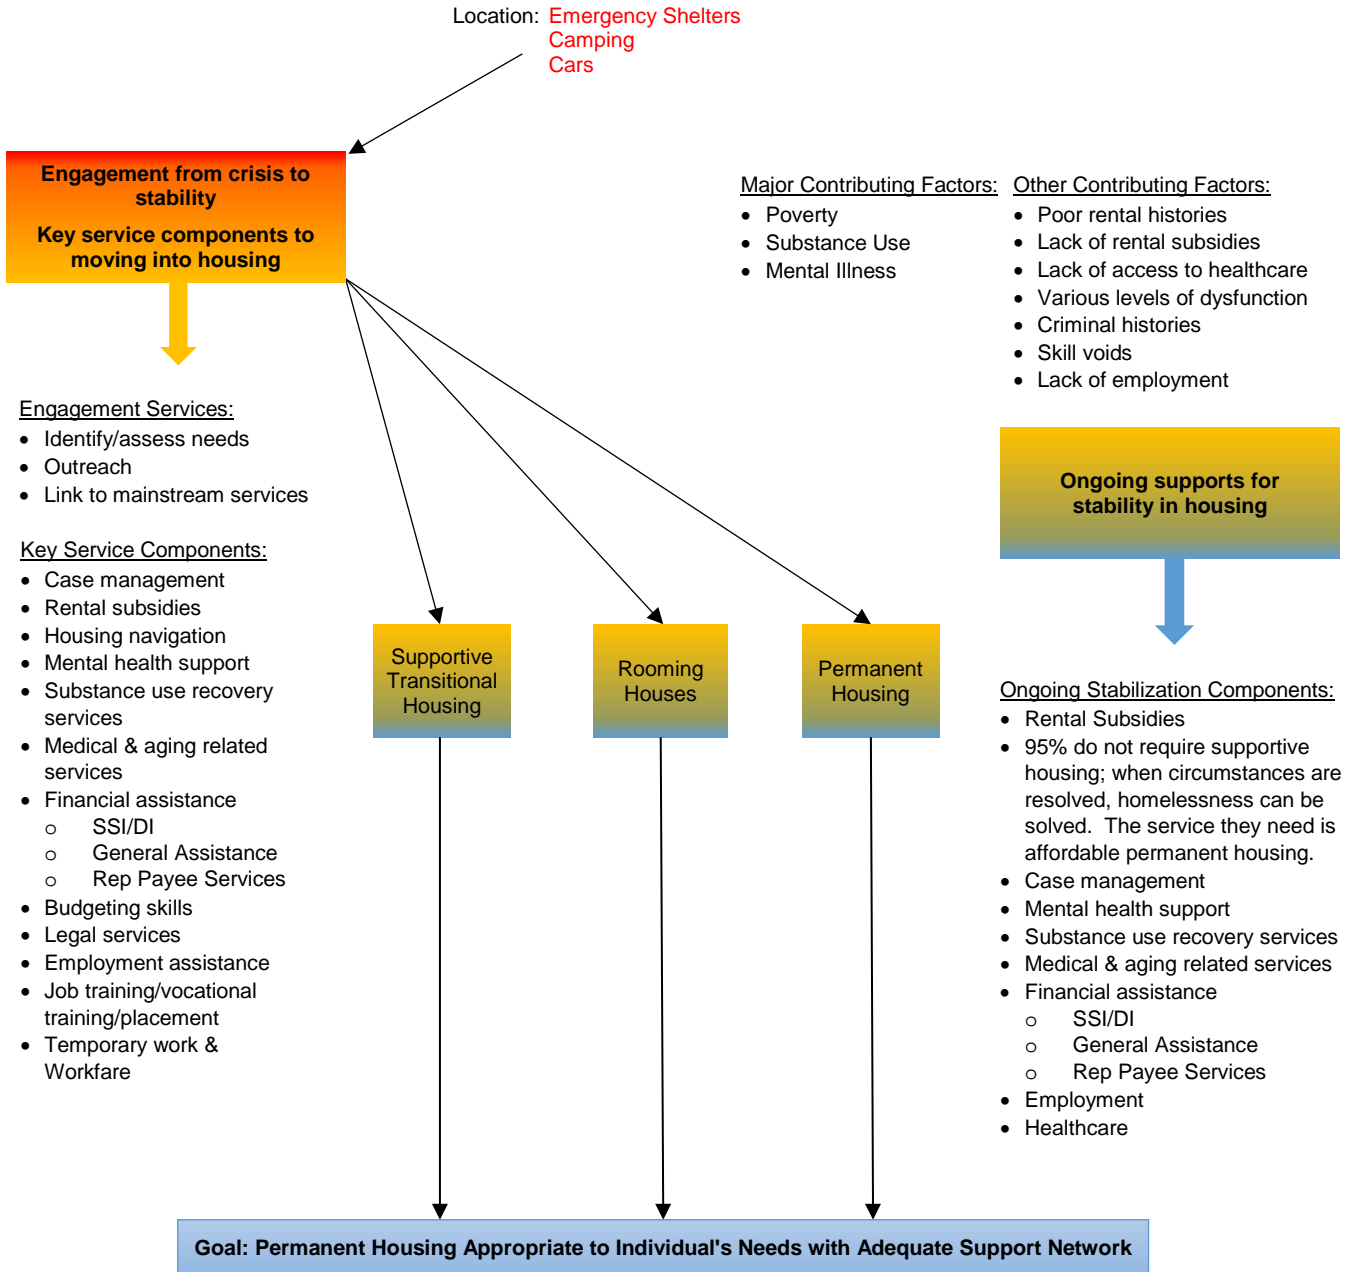 Location: Emergency Shelters
Camping
Cars
Engagement from crisis to
stability
Key service components to
moving into housing
Major Contributing Factors:
• Poverty
• Substance Use
• Mental Illness
Other Contributing Factors:
• Poor rental histories
• Lack of rental subsidies
• Lack of access to healthcare
• Various levels of dysfunction
• Criminal histories
• Skill voids
• Lack of employment
Engagement Services:
• Identify/assess needs
• Outreach
• Link to mainstream services
Key Service Components:
• Case management
• Rental subsidies
• Housing navigation
• Mental health support
• Substance use recovery
services
• Medical & aging related
services
• Financial assistance
o SSI/DI
o General Assistance
o Rep Payee Services
• Budgeting skills
• Legal services
• Employment assistance
• Job training/vocational
training/placement
• Temporary work &
Workfare
Supportive
Transitional
Housing
Rooming
Houses
Permanent
Housing
Ongoing supports for
stability in housing
Ongoing Stabilization Components:
• Rental Subsidies
• 95% do not require supportive
housing; when circumstances are
resolved, homelessness can be
solved.  The service they need is
affordable permanent housing.
• Case management
• Mental health support
• Substance use recovery services
• Medical & aging related services
• Financial assistance
o SSI/DI
o General Assistance
o Rep Payee Services
• Employment
• Healthcare
Goal: Permanent Housing Appropriate to Individual's Needs with Adequate Support Network